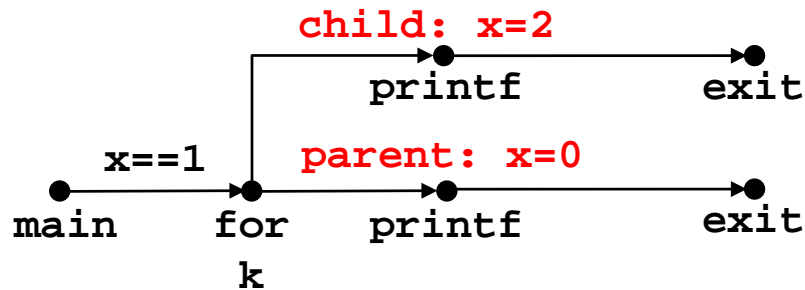 child: x=2
printf exit
x==1 parent: x=0
main for printf exit
k